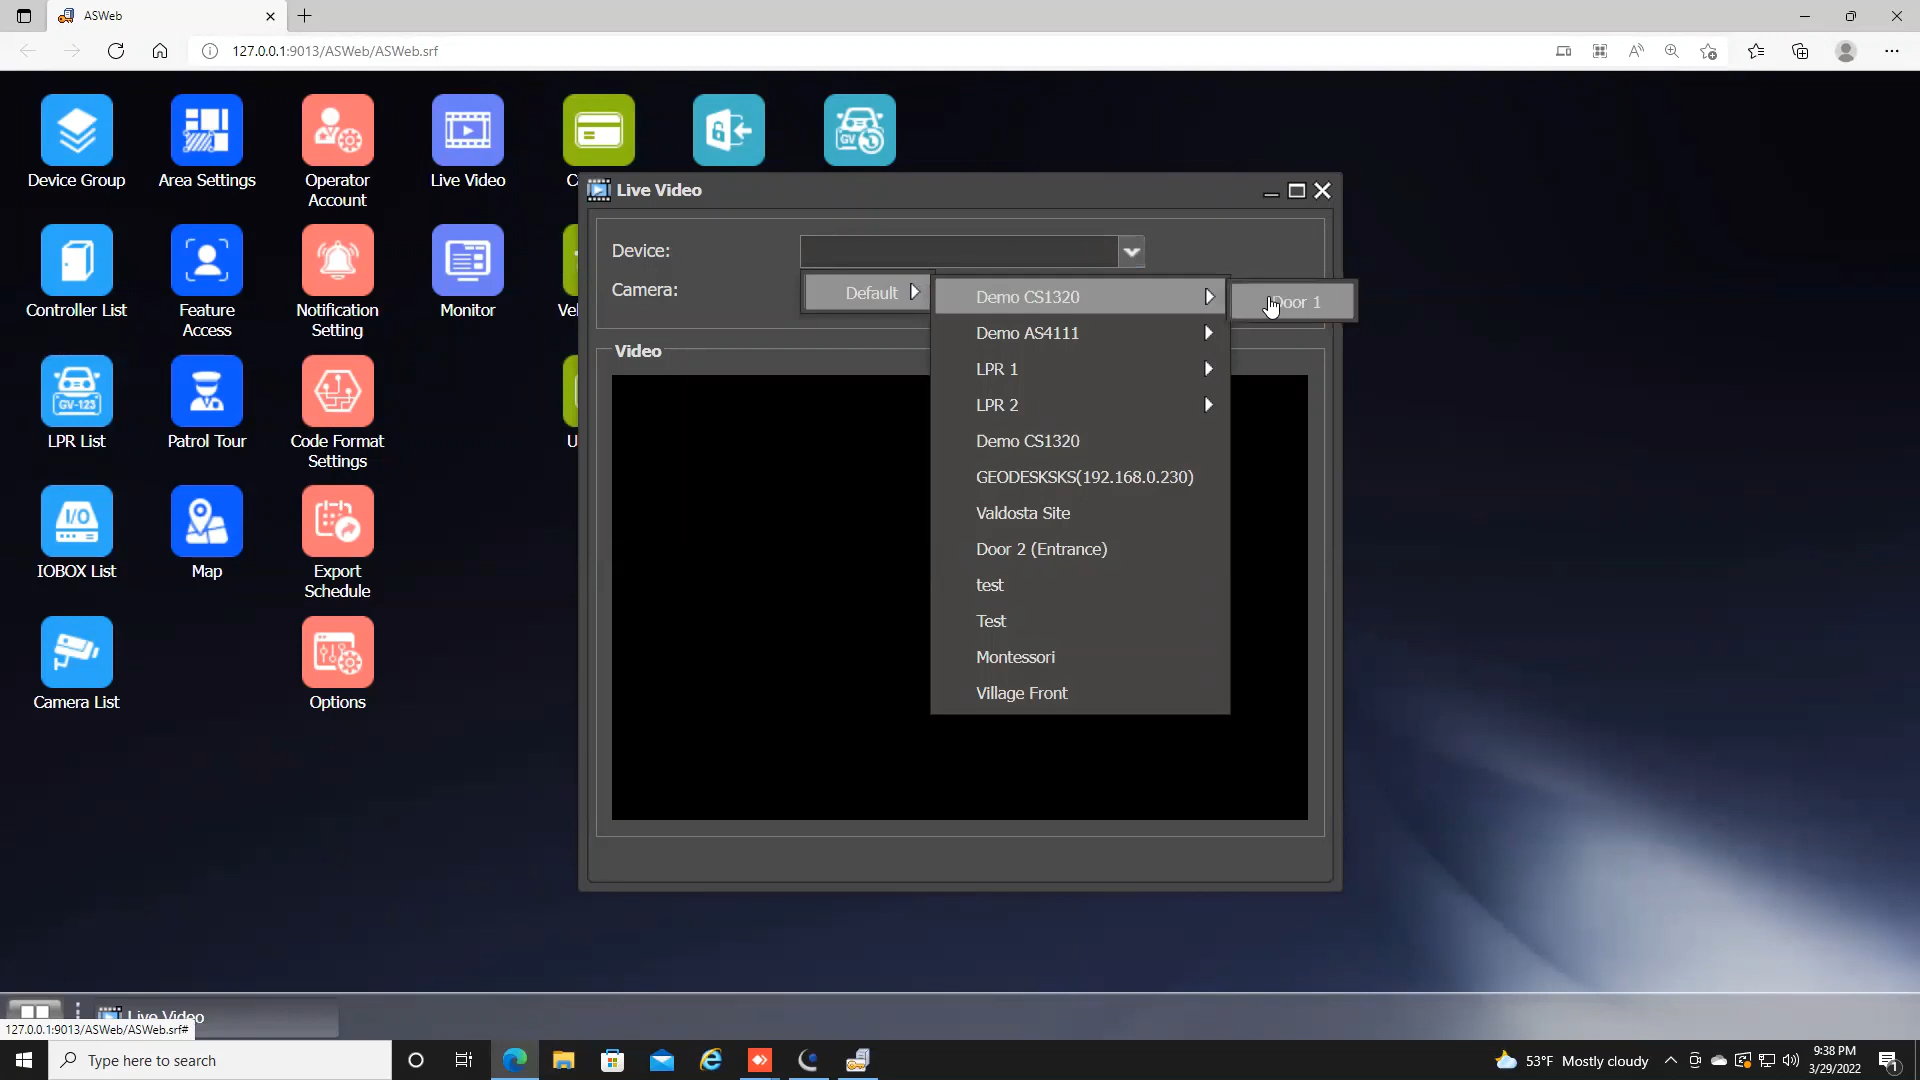 ASWeb
127.0.0.1:9013/ASWeb/ASWeb.srf
Device Group
Area Settings
Operator
Account
Live Video
Controller List
Feature
Access
Notification
Setting
Monitor
GV-123
LPR List
Patrol Tour
Code Format
Settings
I/O
IOBOX List
Map
Export
Schedule
Camera List
Options
GV
Live Video
Device:
Camera:
Default
Demo CS1320
Demo AS4111
LPR 1
LPR 2
Demo CS1320
GEODESKSKS(192.168.0.230)
Valdosta Site
Door 2 (Entrance)
test
Test
Montessori
Village Front
Door 1
Video
Live Video
127.0.0.1:9013/ASWeb/ASWeb.srf#
Type here to search
53°F Mostly cloudy
9:38 PM
3/29/2022
1